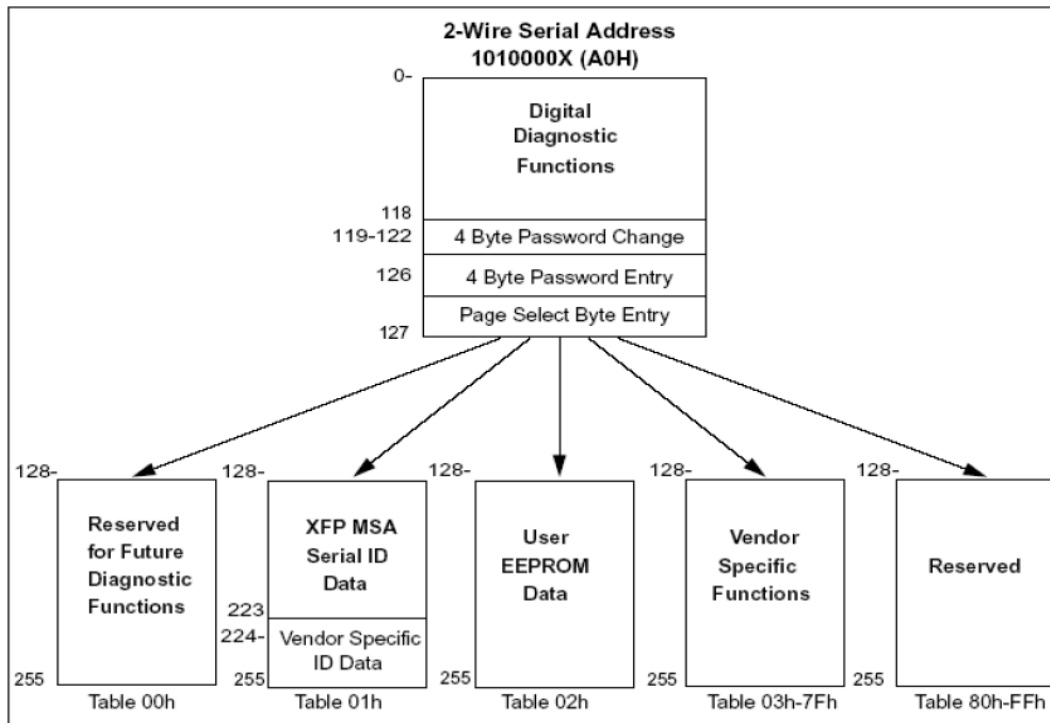 2-Wire Serial Address
1010000X (A0H)
0-
Digital
Diagnostic
Functions
118
119-122
4 Byte Password Change
126
4 Byte Password Entry
Page Select Byte Entry
127
128-
Reserved
for Future
Diagnostic
Functions
255
Table 00h
128-
XFP MSA
Serial ID
Data
223
224-
Vendor Specific
ID Data
255
Table 01h
128-
User
EEPROM
Data
255
Table 02h
128-
Vendor
Specific
Functions
255
Table 03h-7Fh
128-
Reserved
255
Table 80h-FFh